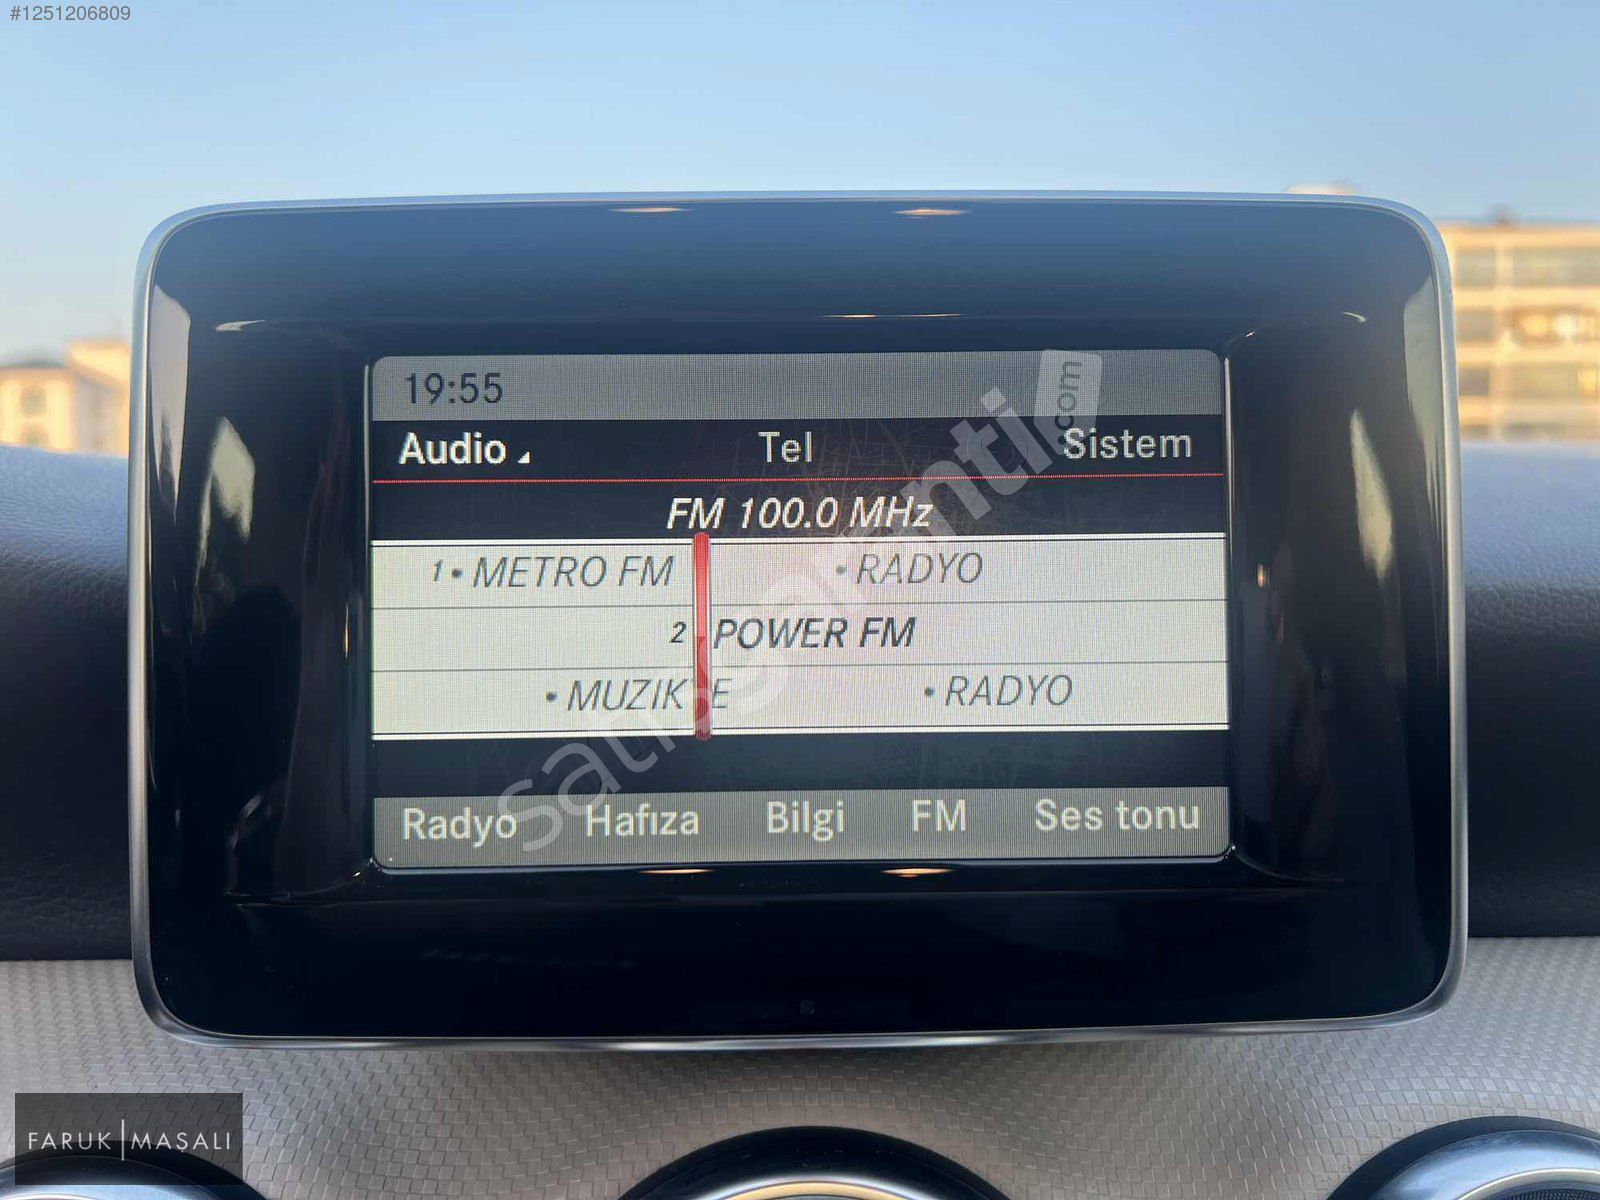 #1251206809
19:55
Audio Tel Sistem
FM 100.0 MHz
1 • METRO FM • RADYO
2 POWER FM
• MUZIK E • RADYO
Radyo Hafıza Bilgi FM Ses tonu
FARUK|MAŞALI